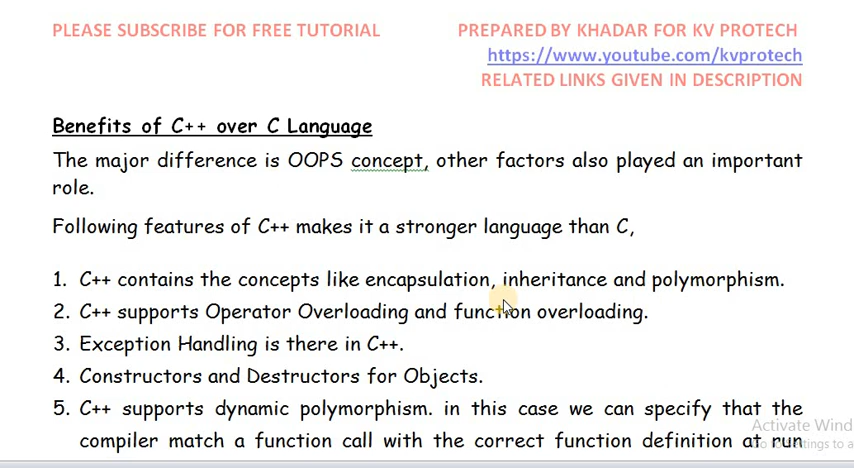 PLEASE SUBSCRIBE FOR FREE TUTORIAL PREPARED BY KHADAR FOR KV PROTECH
https://www.youtube.com/kvprotech
RELATED LINKS GIVEN IN DESCRIPTION
Benefits of C++ over C Language
The major difference is OOPS concept, other factors also played an important
role.
Following features of C++ makes it a stronger language than C,
1. C++ contains the concepts like encapsulation, inheritance and polymorphism.
2. C++ supports Operator Overloading and function overloading.
3. Exception Handling is there in C++.
4. Constructors and Destructors for Objects.
5. C++ supports dynamic polymorphism. in this case we can specify that the
Activate Wind
compiler match a function call with the correct function definition at run